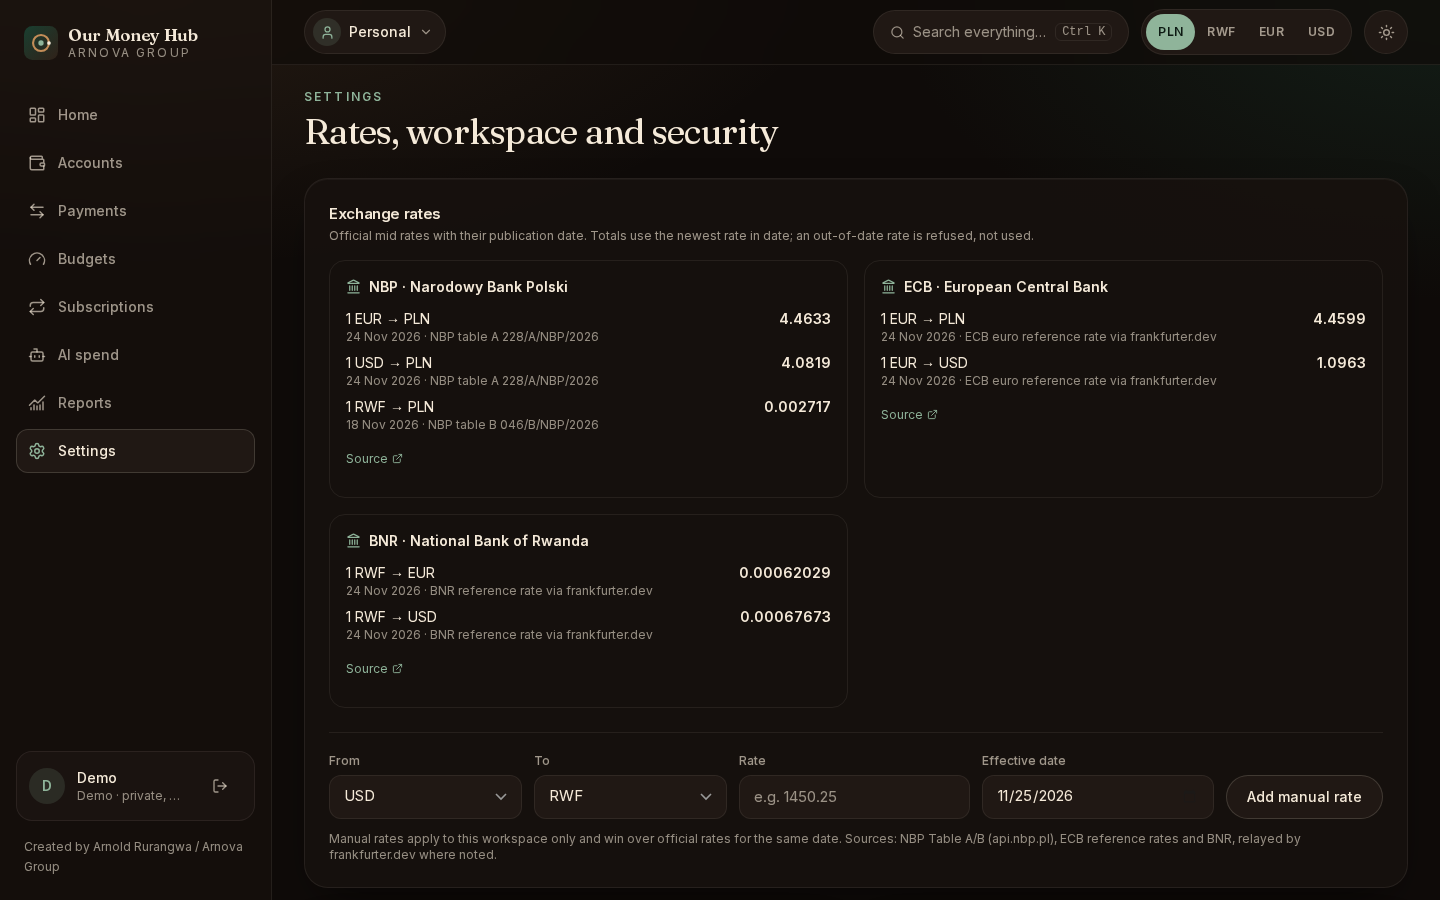 Our Money Hub
ARNOVA GROUP
Home
Accounts
Payments
Budgets
Subscriptions
AI spend
Reports
Settings
D
Demo
Demo · private, …
Created by Arnold Rurangwa / Arnova
Group
Personal
Search everything…
Ctrl K
PLN
RWF
EUR
USD
SETTINGS
Rates, workspace and security
Exchange rates
Official mid rates with their publication date. Totals use the newest rate in date; an out-of-date rate is refused, not used.
NBP · Narodowy Bank Polski
1 EUR → PLN 4.4633
24 Nov 2026 · NBP table A 228/A/NBP/2026
1 USD → PLN 4.0819
24 Nov 2026 · NBP table A 228/A/NBP/2026
1 RWF → PLN 0.002717
18 Nov 2026 · NBP table B 046/B/NBP/2026
Source
ECB · European Central Bank
1 EUR → PLN 4.4599
24 Nov 2026 · ECB euro reference rate via frankfurter.dev
1 EUR → USD 1.0963
24 Nov 2026 · ECB euro reference rate via frankfurter.dev
Source
BNR · National Bank of Rwanda
1 RWF → EUR 0.00062029
24 Nov 2026 · BNR reference rate via frankfurter.dev
1 RWF → USD 0.00067673
24 Nov 2026 · BNR reference rate via frankfurter.dev
Source
From
To
Rate
Effective date
USD
RWF
e.g. 1450.25
11/25/2026
Add manual rate
Manual rates apply to this workspace only and win over official rates for the same date. Sources: NBP Table A/B (api.nbp.pl), ECB reference rates and BNR, relayed by
frankfurter.dev where noted.